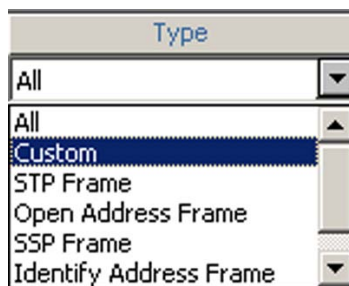 Type
All
All
Custom
STP Frame
Open Address Frame
SSP Frame
Identify Address Frame